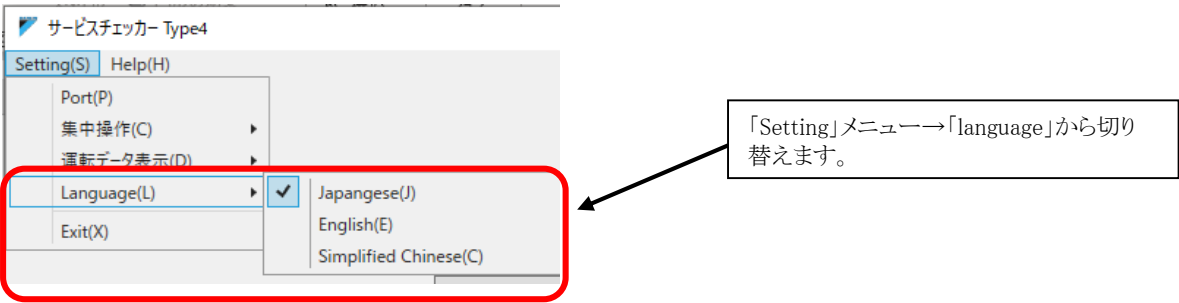 サービスチェッカー Type4
Setting(S) Help(H)
Port(P)
集中操作(C)
運転データ表示(D)
Language(L)
Japangese(J)
English(E)
Exit(X)
Simplified Chinese(C)
「Setting」メニュー→「language」から切り
替えます。